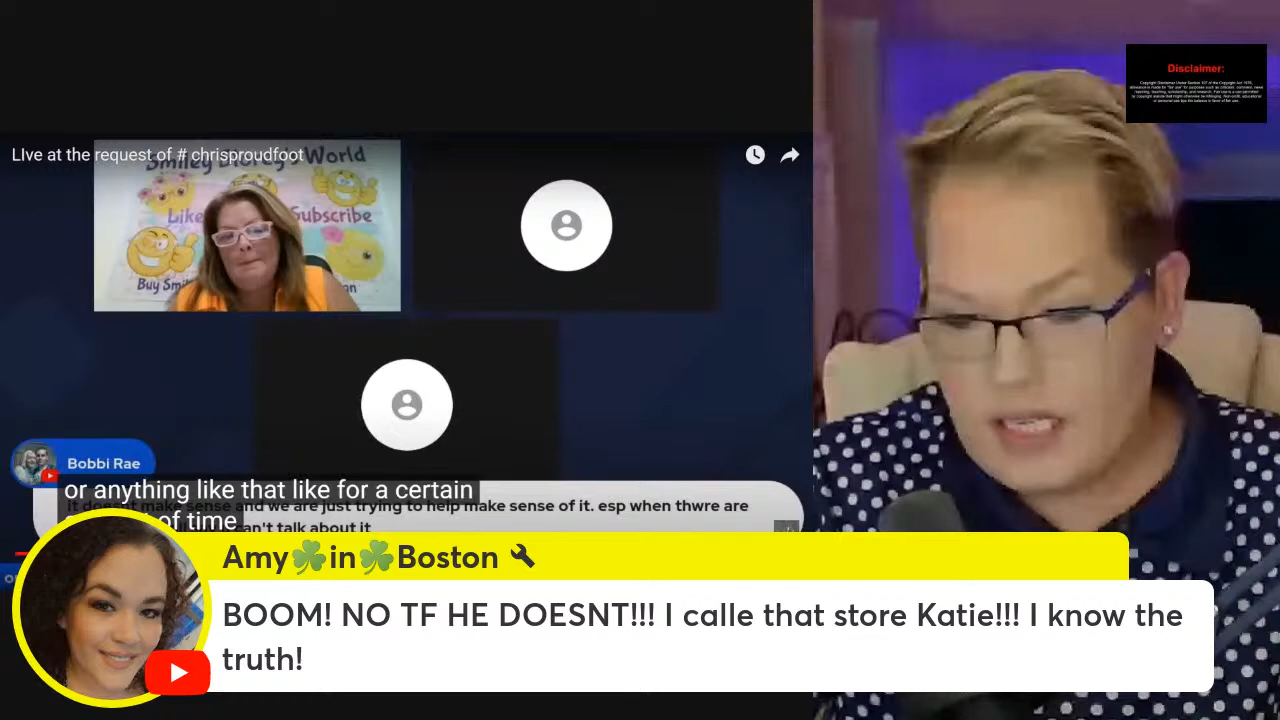 Disclaimer:
LIve at the request of # chrisproudfoot
Smiley Storey's World
Like
Subscribe
Bobbi Rae
or anything like that like for a certain
It doesnt make sense and we are just trying to help make sense of it. esp when thwre are
of time
can't talk about it
Amy☘️in☘️Boston 🔧
BOOM! NO TF HE DOESNT!!! I calle that store Katie!!! I know the
truth!